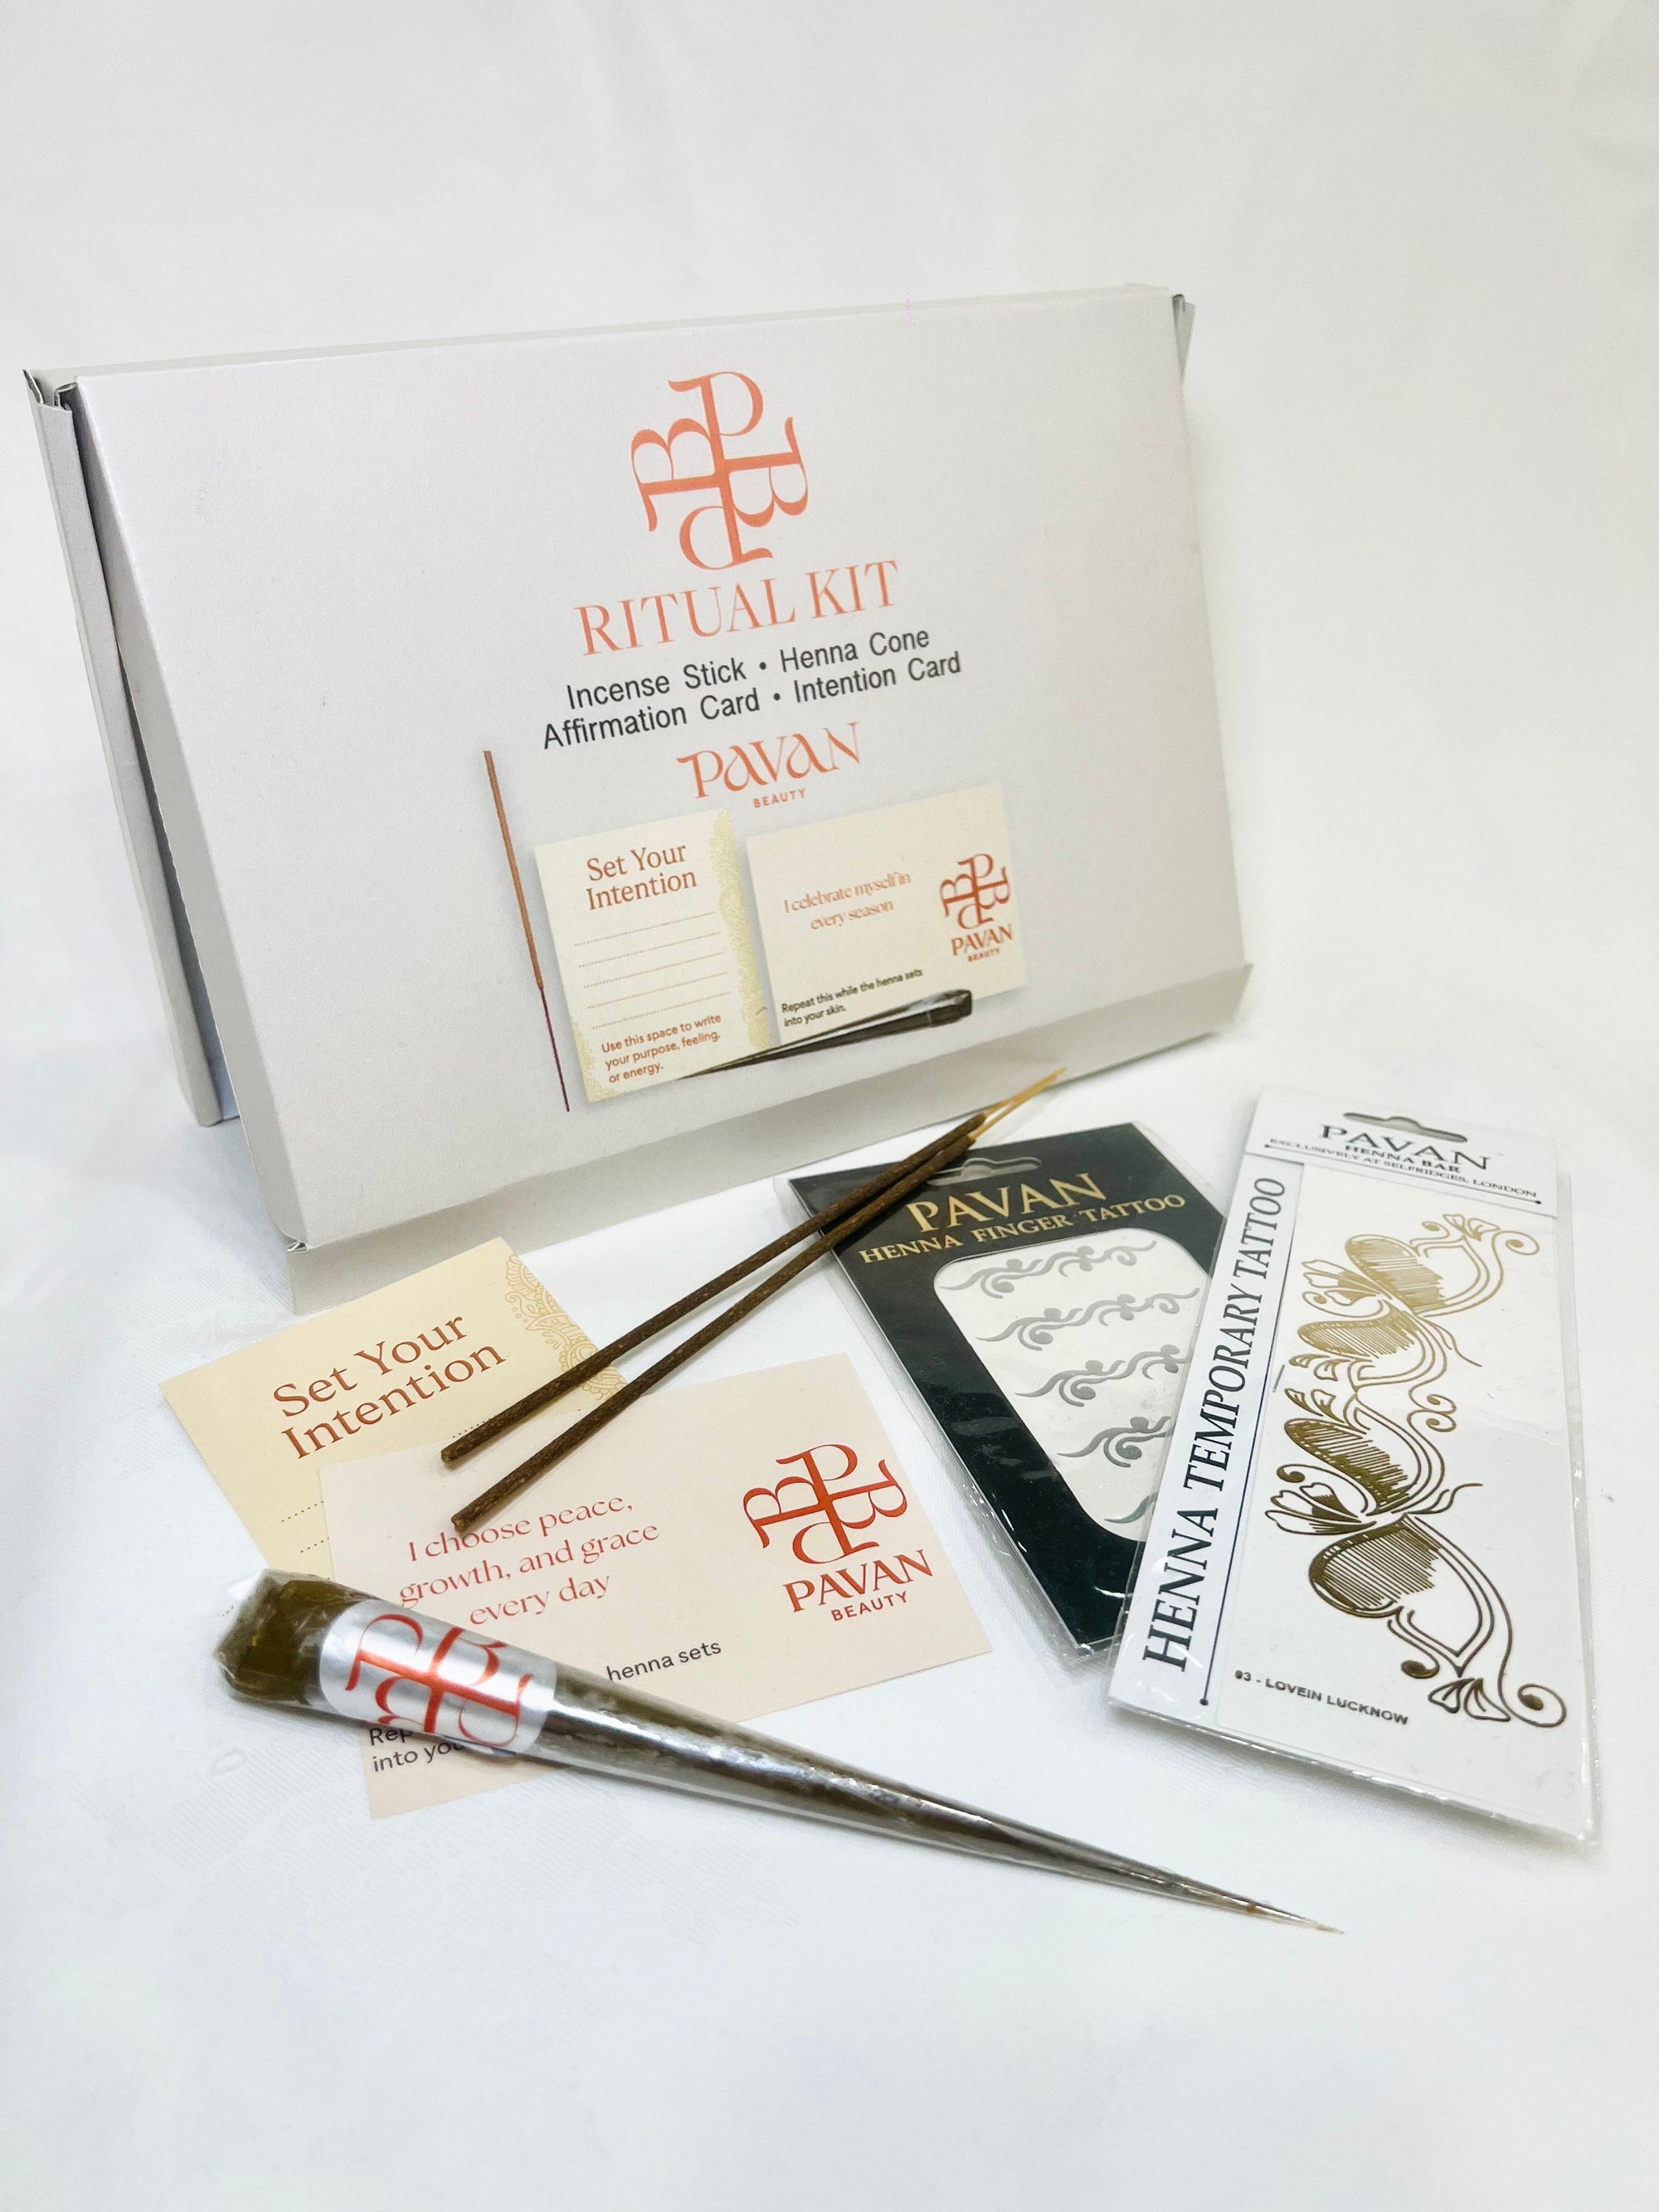 RITUAL KIT
Incense Stick • Henna Cone
Affirmation Card • Intention Card
PAVAN
BEAUTY
Set Your
Intention
Use this space to write
your purpose, feeling,
or energy.
I celebrate myself in
every season
Repeat this while the henna sets
into your skin.
PAVAN
BEAUTY
Set Your
Intention
I choose peace,
growth, and grace
every day
henna sets
into
PAVAN
BEAUTY
PAVAN
HENNA FINGER TATTOO
PAVAN
HENNA BAR
EXCLUSIVELY AT SELFRIDGES, LONDON
HENNA TEMPORARY TATTOO
03 - LOVEIN LUCKNOW